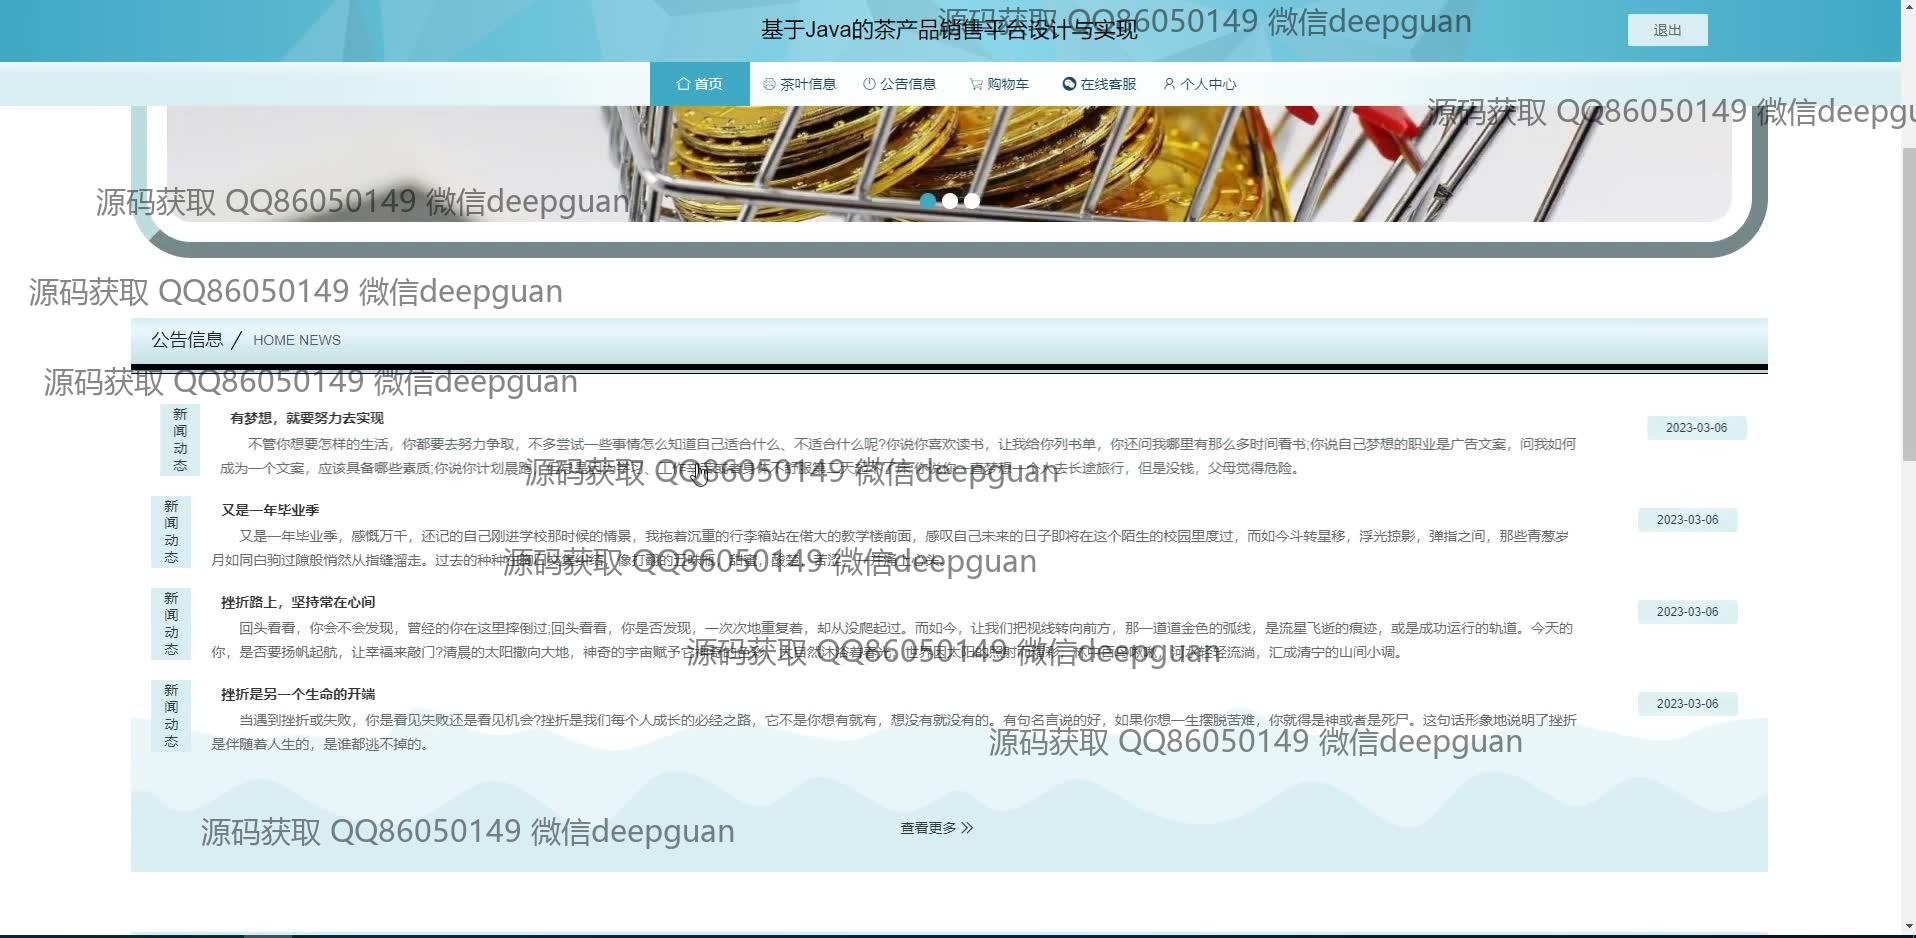 基于Java的茶产品销售平台设计与实现
源码获取 QQ86050149 微信deepguan
退出
首页 茶叶信息 公告信息 购物车 在线客服 个人中心
源码获取 QQ86050149 微信deepgu
源码获取 QQ86050149 微信deepguan
源码获取 QQ86050149 微信deepguan
公告信息 / HOME NEWS
源码获取 QQ86050149 微信deepguan
新闻动态
有梦想，就要努力去实现
2023-03-06
不管你想要怎样的生活，你都要去努力争取，不多尝试一些事情怎么知道自己适合什么、不适合什么呢?你说你喜欢读书，让我给你列书单，你还问我哪里有那么多时间看书;你说自己梦想的职业是广告文案，问我如何
成为一个文案，应该具备哪些素质;你说你计划晨跑，一个人去长途旅行，但是没钱，父母觉得危险。
源码获取 QQ86050149 微信deepguan
新闻动态
又是一年毕业季
2023-03-06
又是一年毕业季，感慨万千，还记的自己刚进学校那时候的情景，我拖着沉重的行李箱站在偌大的教学楼前面，感叹自己未来的日子即将在这个陌生的校园里度过，而如今斗转星移，浮光掠影，弹指之间，那些青葱岁
月如同白驹过隙般悄然从指缝溜走。过去的种种
源码获取 QQ86050149 微信deepguan
新闻动态
挫折路上，坚持常在心间
2023-03-06
回头看看，你会不会发现，曾经的你在这里摔倒过;回头看看，你是否发现，一次次地重复着，却从没爬起过。而如今，让我们把视线转向前方，那一道道金色的弧线，是流星飞逝的痕迹，或是成功运行的轨道。今天的
你，是否要扬帆起航，让幸福来敲门?清晨的太阳撒向大地，神奇的宇宙赋予它 轻轻流淌，汇成清宁的山间小调。
源码获取 QQ86050149 微信deepguan
新闻动态
挫折是另一个生命的开端
2023-03-06
当遇到挫折或失败，你是看见失败还是看见机会?挫折是我们每个人成长的必经之路，它不是你想有就有，想没有就没有的。有句名言说的好，如果你想一生摆脱苦难，你就得是神或者是死尸。这句话形象地说明了挫折
是伴随着人生的，是谁都逃不掉的。
源码获取 QQ86050149 微信deepguan
查看更多
源码获取 QQ86050149 微信deepguan